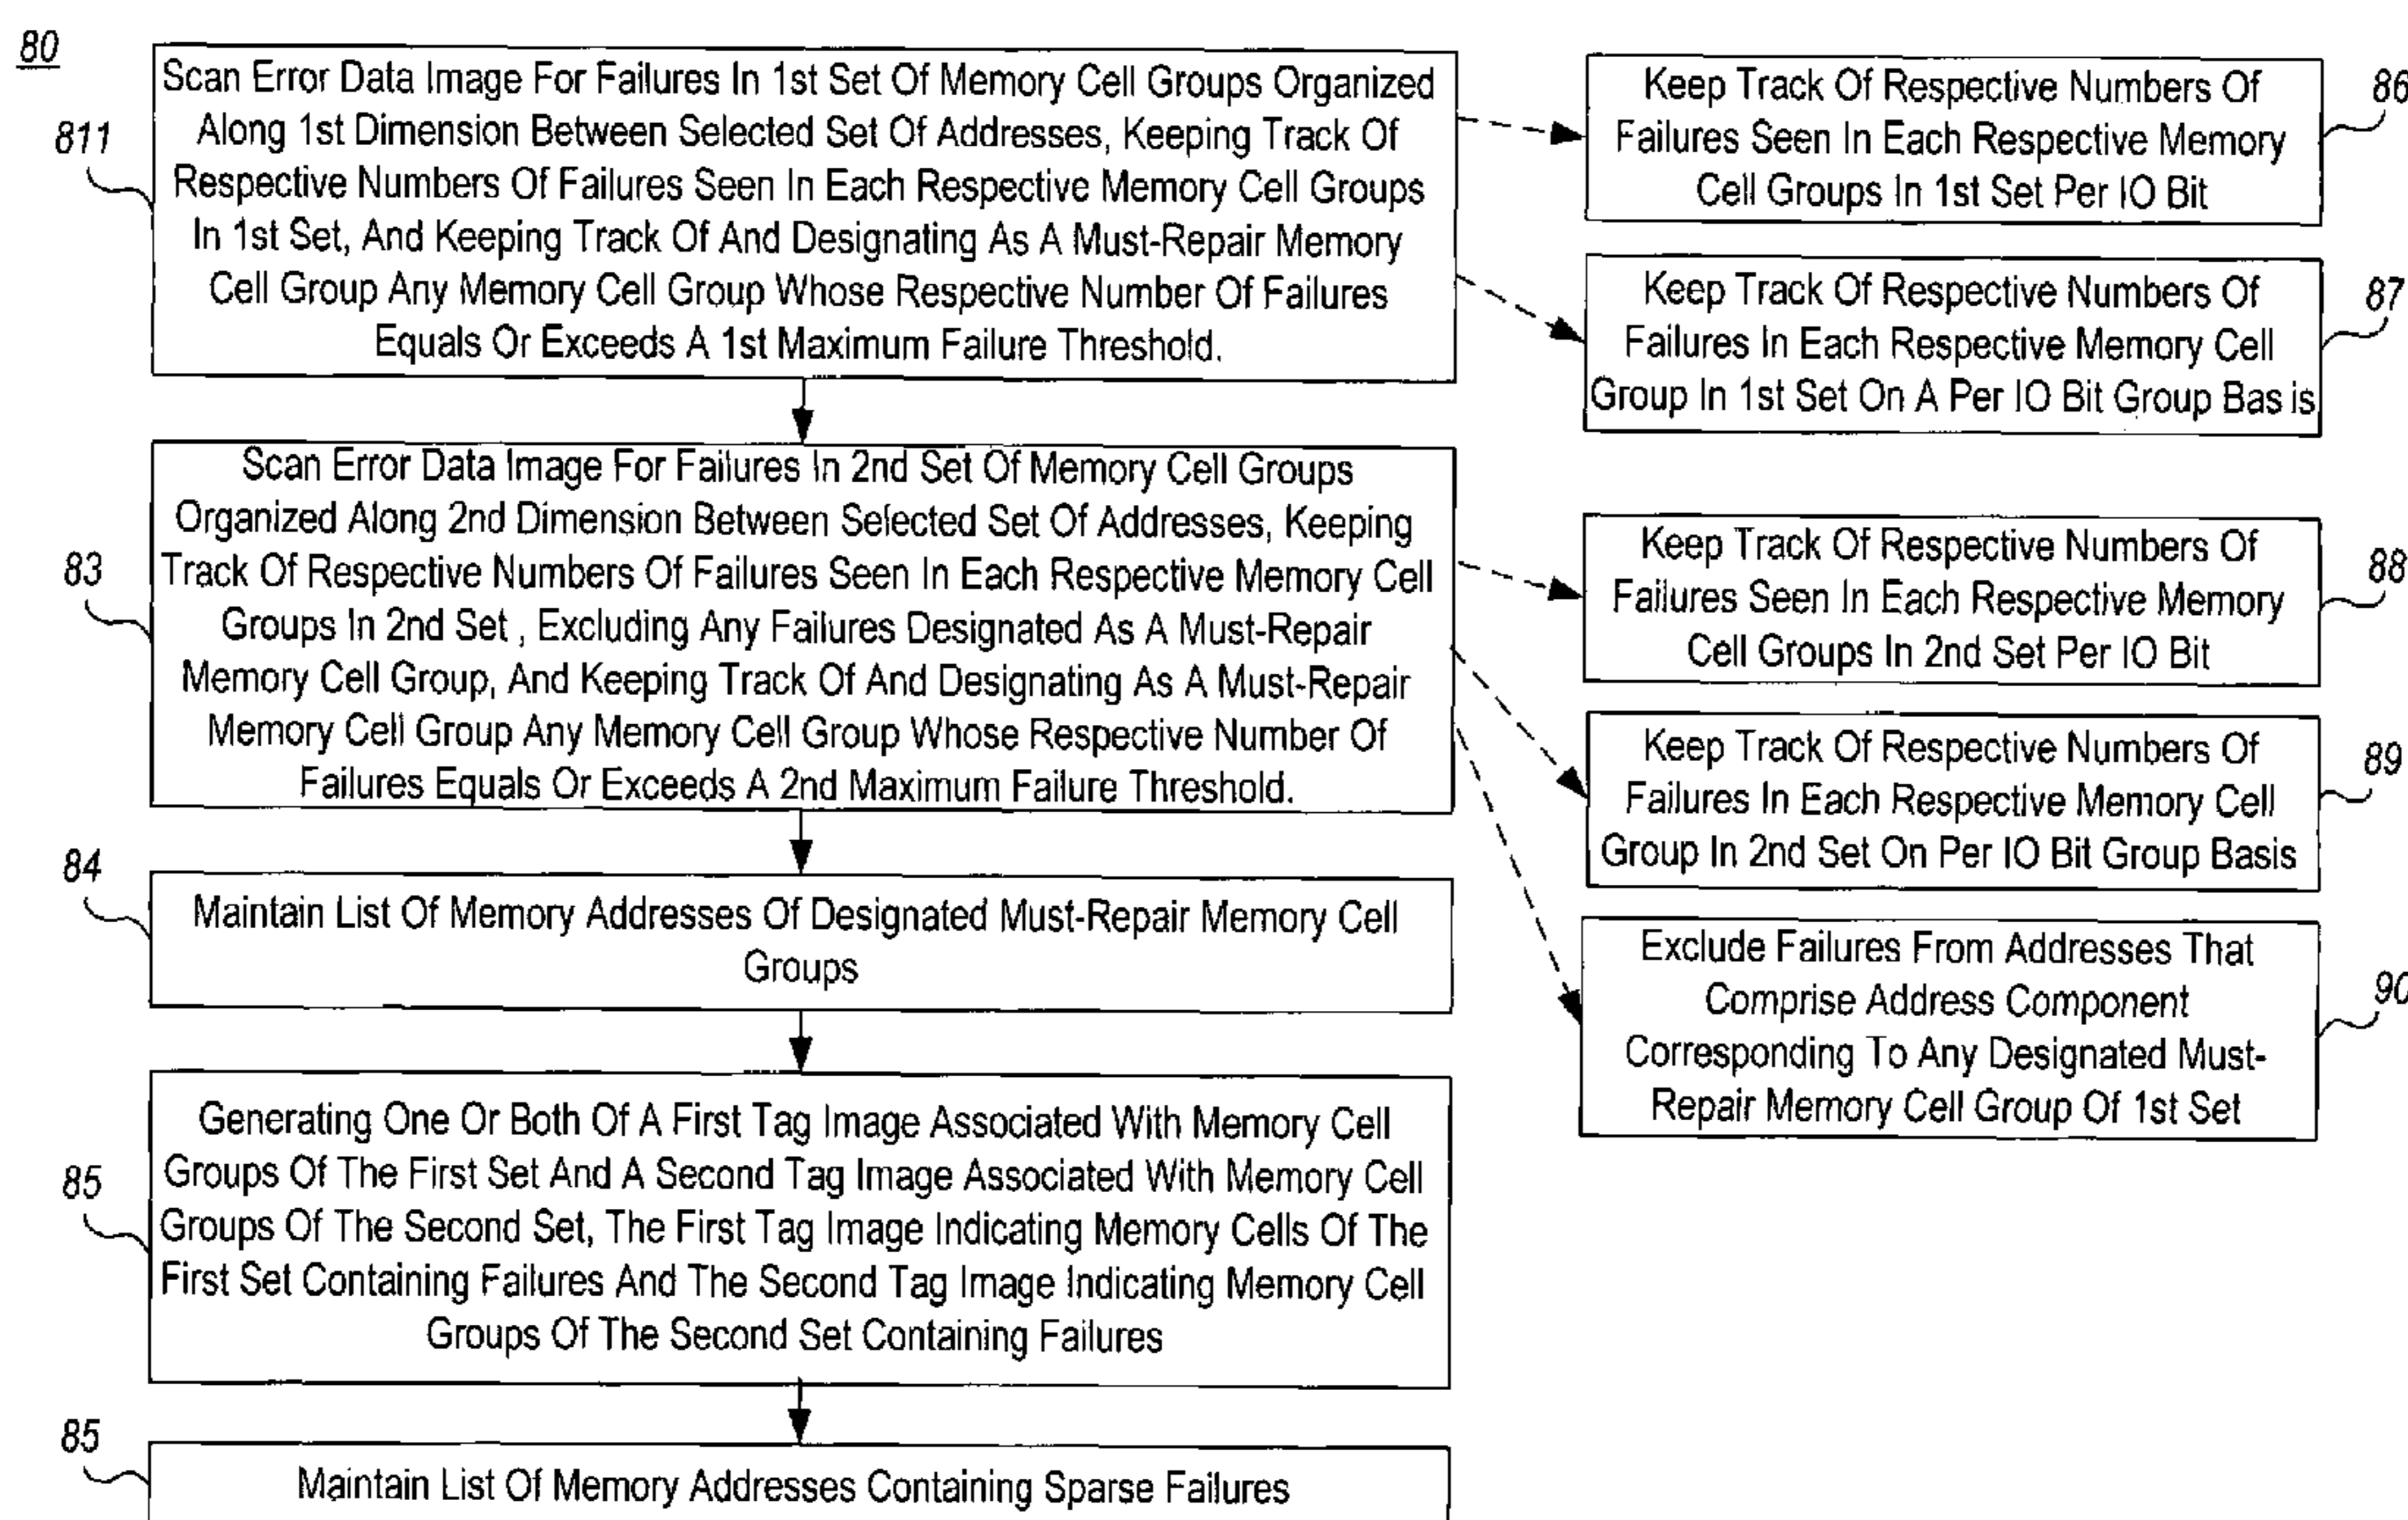 80
811
Scan Error Data Image For Failures In 1st Set Of Memory Cell Groups Organized
Along 1st Dimension Between Selected Set Of Addresses, Keeping Track Of
Respective Numbers Of Failures Seen In Each Respective Memory Cell Groups
In 1st Set, And Keeping Track Of And Designating As A Must-Repair Memory
Cell Group Any Memory Cell Group Whose Respective Number Of Failures
Equals Or Exceeds A 1st Maximum Failure Threshold.
Keep Track Of Respective Numbers Of
Failures Seen In Each Respective Memory
Cell Groups In 1st Set Per IO Bit
86
Keep Track Of Respective Numbers Of
Failures In Each Respective Memory Cell
Group In 1st Set On A Per IO Bit Group Bas is
87
83
Scan Error Data Image For Failures In 2nd Set Of Memory Cell Groups
Organized Along 2nd Dimension Between Selected Set Of Addresses, Keeping
Track Of Respective Numbers Of Failures Seen In Each Respective Memory Cell
Groups In 2nd Set , Excluding Any Failures Designated As A Must-Repair
Memory Cell Group, And Keeping Track Of And Designating As A Must-Repair
Memory Cell Group Any Memory Cell Group Whose Respective Number Of
Failures Equals Or Exceeds A 2nd Maximum Failure Threshold.
Keep Track Of Respective Numbers Of
Failures Seen In Each Respective Memory
Cell Groups In 2nd Set Per IO Bit
88
Keep Track Of Respective Numbers Of
Failures In Each Respective Memory Cell
Group In 2nd Set On Per IO Bit Group Basis
89
Exclude Failures From Addresses That
Comprise Address Component
Corresponding To Any Designated Must-
Repair Memory Cell Group Of 1st Set
90
84
Maintain List Of Memory Addresses Of Designated Must-Repair Memory Cell
Groups
85
Generating One Or Both Of A First Tag Image Associated With Memory Cell
Groups Of The First Set And A Second Tag Image Associated With Memory Cell
Groups Of The Second Set, The First Tag Image Indicating Memory Cells Of The
First Set Containing Failures And The Second Tag Image Indicating Memory Cell
Groups Of The Second Set Containing Failures
85
Maintain List Of Memory Addresses Containing Sparse Failures